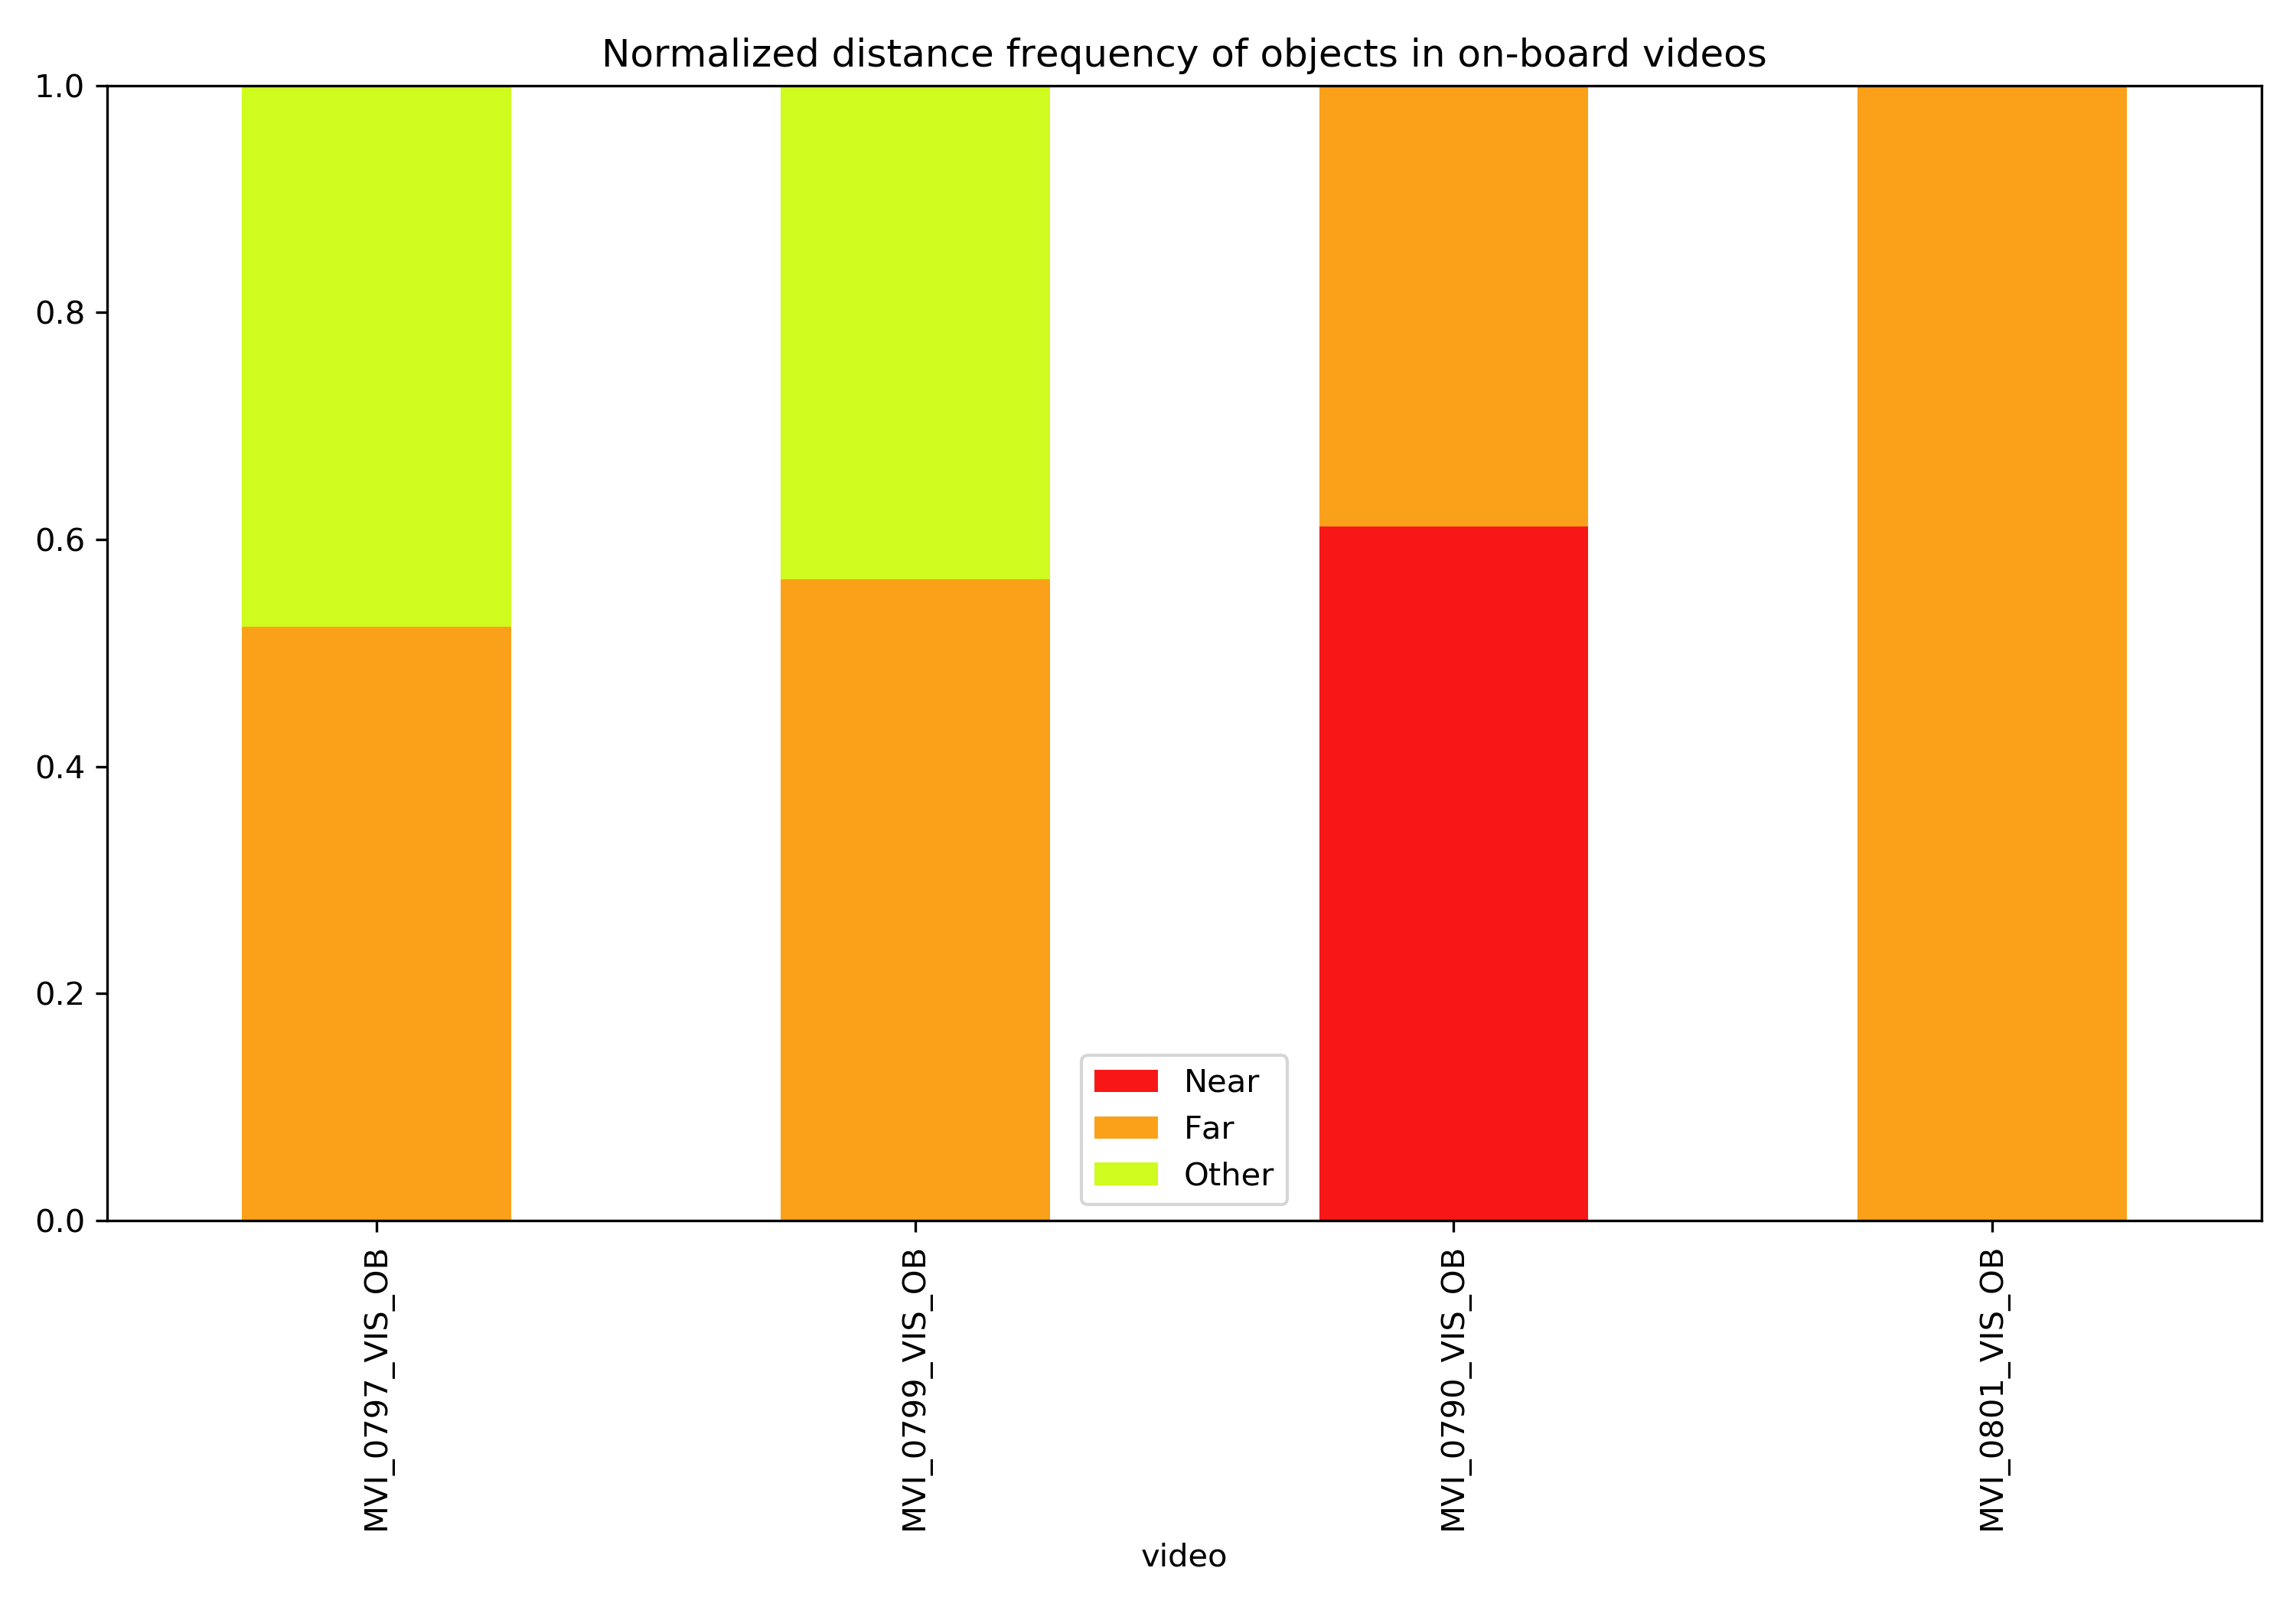 Normalized distance frequency of objects in on-board videos
1.0
0.8
0.6
0.4
0.2
0.0
Near
Far
Other
MVI_0797_VIS_OB
MVI_0799_VIS_OB
MVI_0790_VIS_OB
MVI_0801_VIS_OB
video